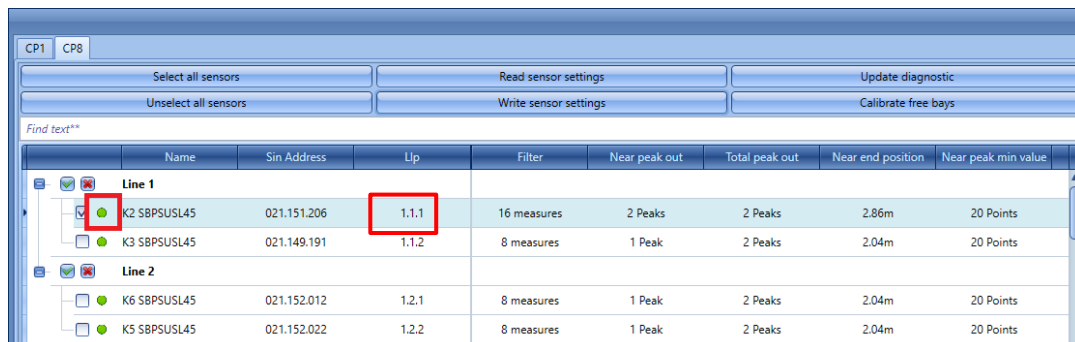 CP1 CP8
Select all sensors Read sensor settings Update diagnostic
Unselect all sensors Write sensor settings Calibrate free bays
Find text**
Name Sin Address Llp Filter Near peak out Total peak out Near end position Near peak min value
Line 1
K2 SBPSUSL45 021.151.206 1.1.1 16 measures 2 Peaks 2 Peaks 2.86m 20 Points
K3 SBPSUSL45 021.149.191 1.1.2 8 measures 1 Peak 2 Peaks 2.04m 20 Points
Line 2
K6 SBPSUSL45 021.152.012 1.2.1 8 measures 1 Peak 2 Peaks 2.04m 20 Points
K5 SBPSUSL45 021.152.022 1.2.2 8 measures 1 Peak 2 Peaks 2.04m 20 Points